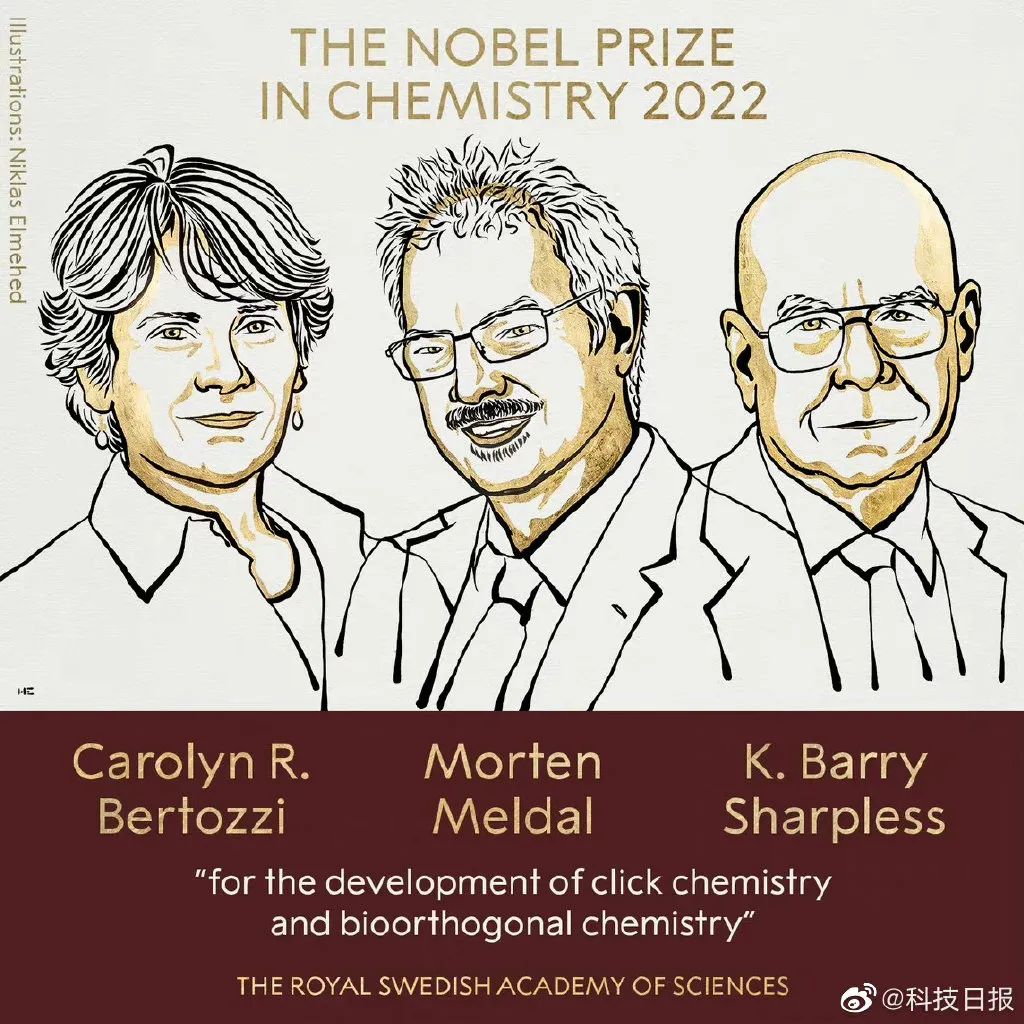 Illustrations: Niklas Elmehed
THE NOBEL PRIZE
IN CHEMISTRY 2022
Carolyn R.
Bertozzi
Morten
Meldal
K. Barry
Sharpless
"for the development of click chemistry
and bioorthogonal chemistry"
THE ROYAL SWEDISH ACADEMY OF SCIENCES
@科技日报